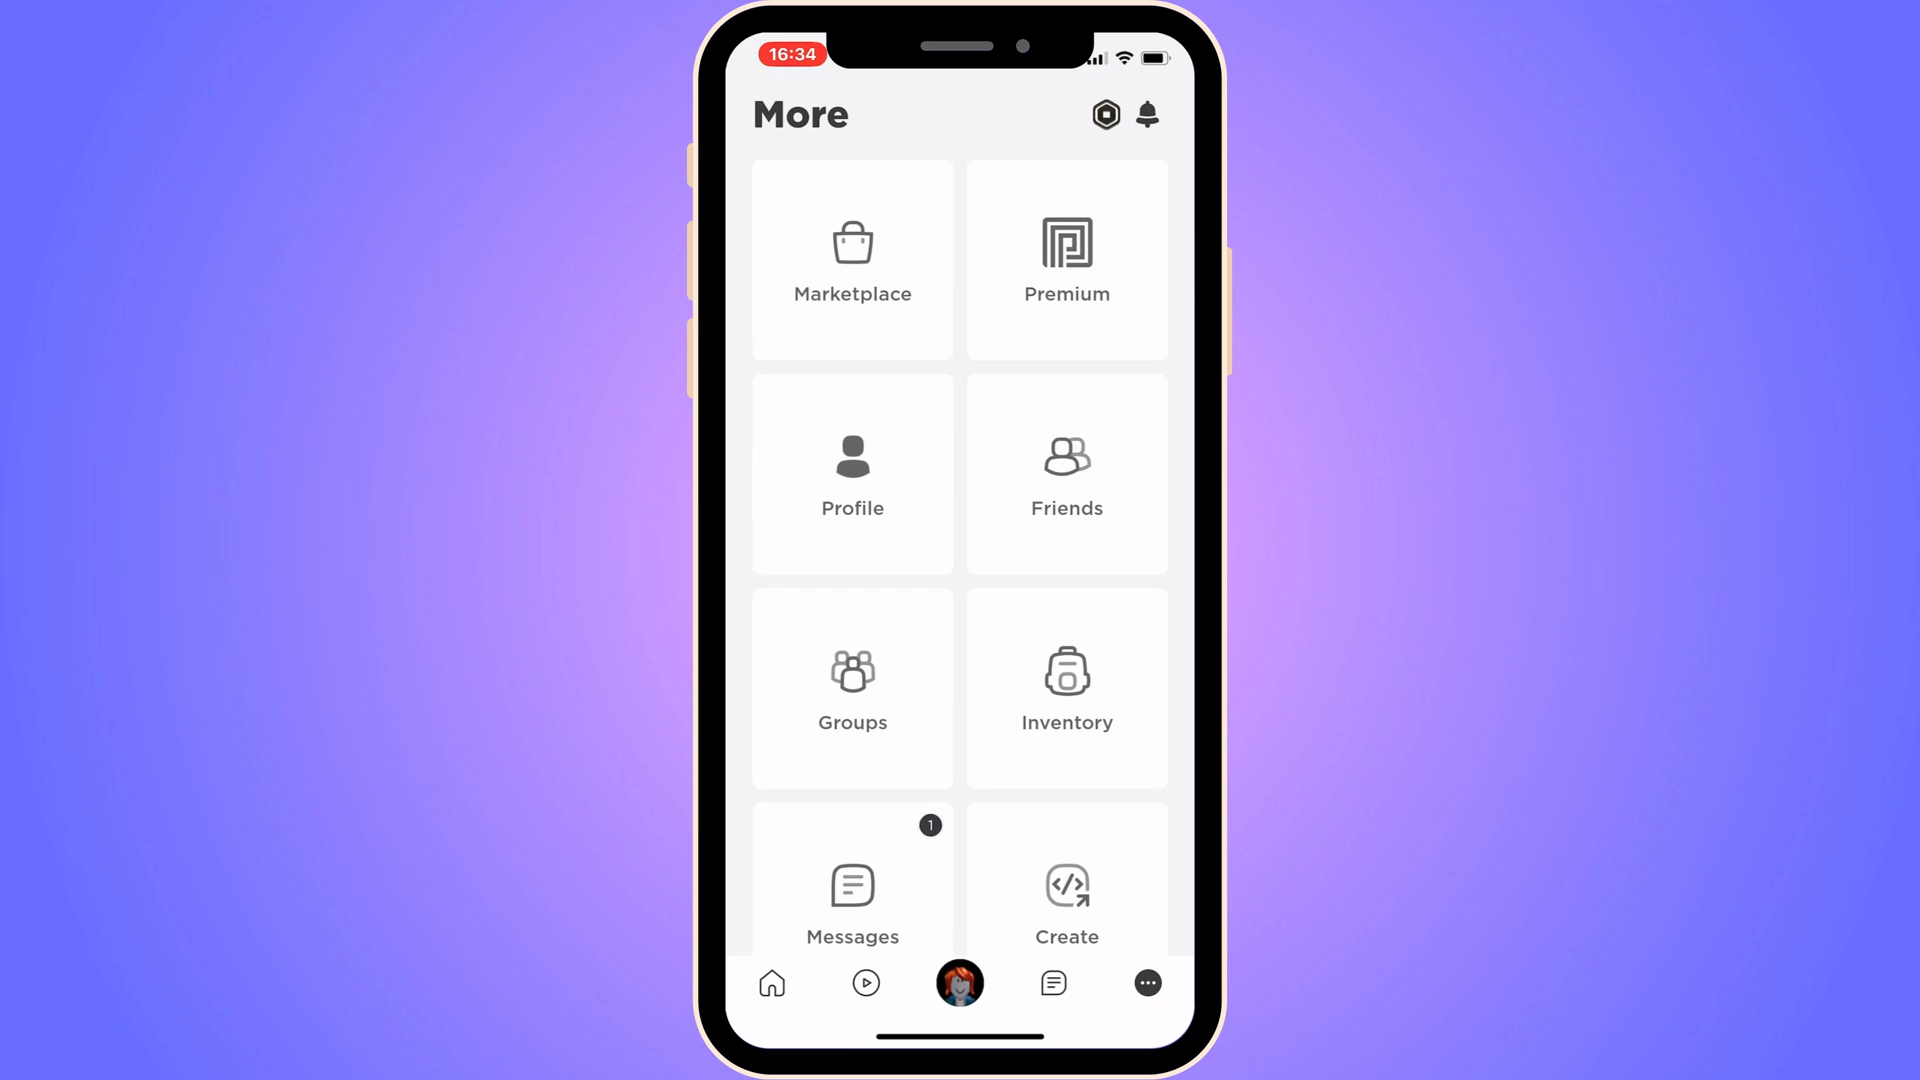 16:34
More
Marketplace
Premium
Profile
Friends
Groups
Inventory
1
Messages
Create